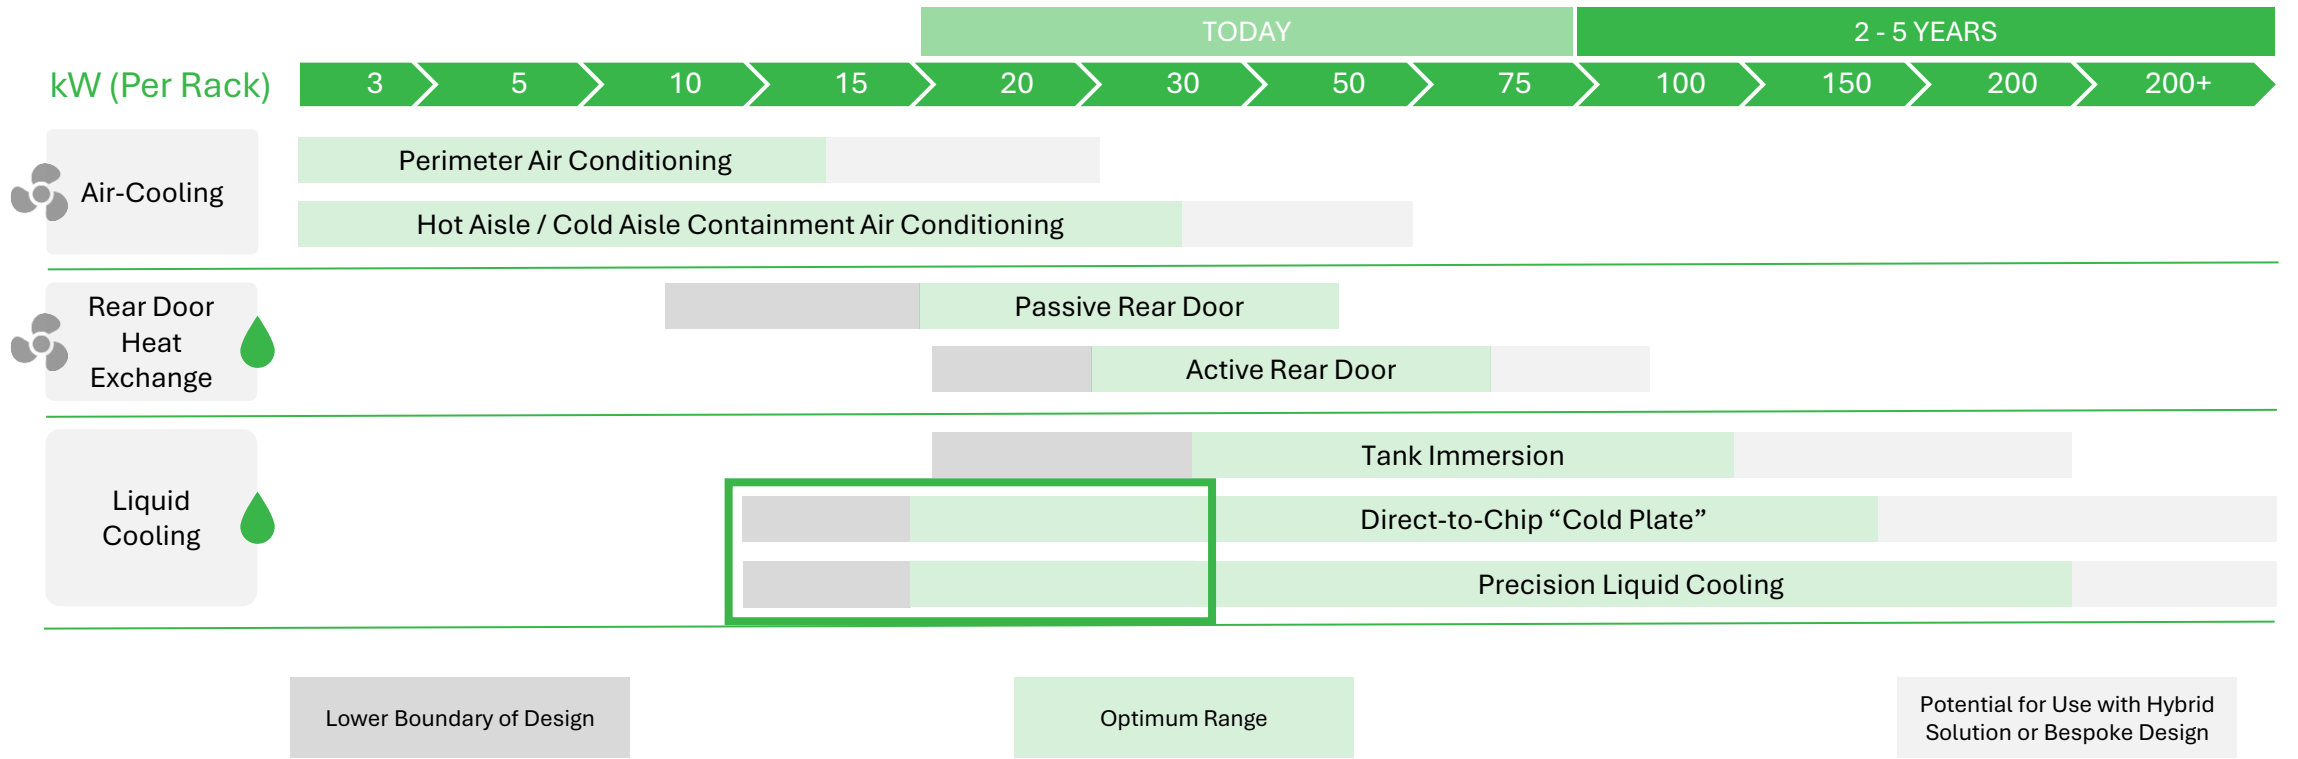 TODAY
2 - 5 YEARS
kW (Per Rack)
3
5
10
15
20
30
50
75
100
150
200
200+
Air-Cooling
Perimeter Air Conditioning
Hot Aisle / Cold Aisle Containment Air Conditioning
Rear Door
Heat
Exchange
Passive Rear Door
Active Rear Door
Liquid
Cooling
Tank Immersion
Direct-to-Chip “Cold Plate”
Precision Liquid Cooling
Lower Boundary of Design
Optimum Range
Potential for Use with Hybrid
Solution or Bespoke Design